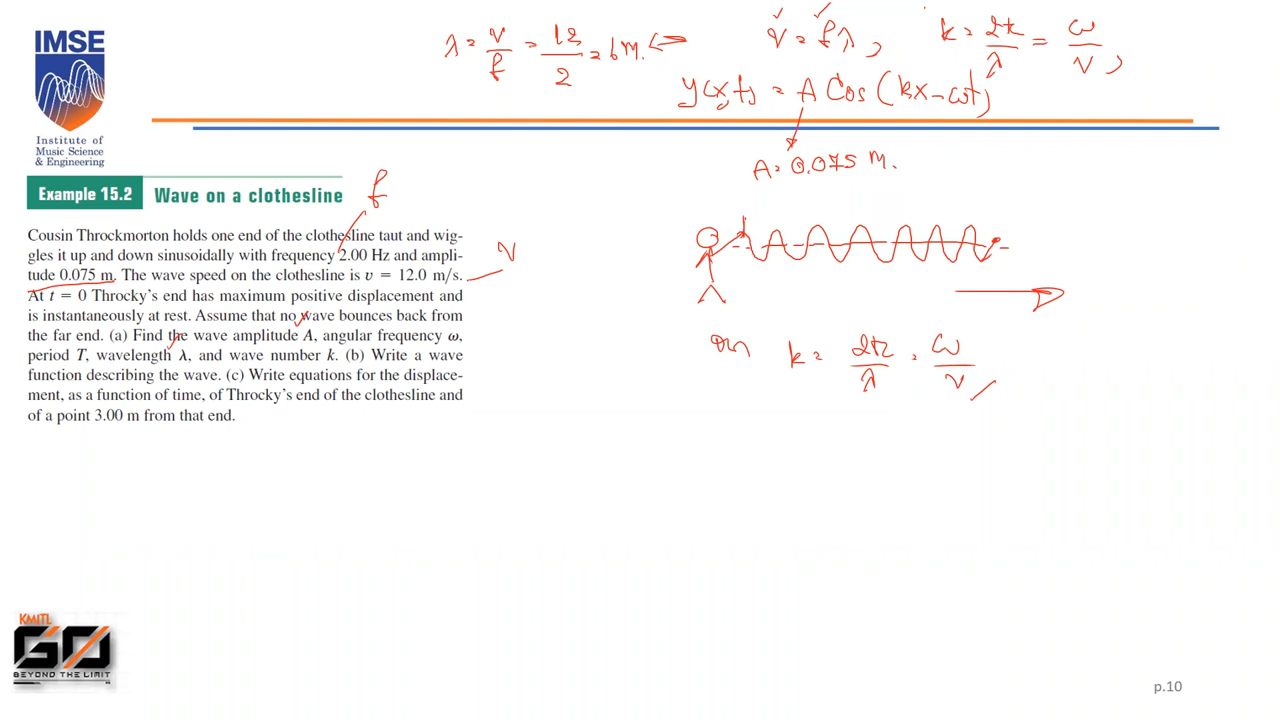 IMSE
Institute of
Music Science
& Engineering
λ = v/f = 12/2 = 6 m.
v = fλ,
k = 2π/λ = ω/v,
y(x,t) = A Cos (kx-ωt)
A = 0.075 m.
Example 15.2 Wave on a clothesline
f
Cousin Throckmorton holds one end of the clothesline taut and wig-
gles it up and down sinusoidally with frequency 2.00 Hz and ampli-
tude 0.075 m. The wave speed on the clothesline is v = 12.0 m/s.
v
At t = 0 Throcky's end has maximum positive displacement and
is instantaneously at rest. Assume that no wave bounces back from
the far end. (a) Find the wave amplitude A, angular frequency ω,
period T, wavelength λ, and wave number k. (b) Write a wave
function describing the wave. (c) Write equations for the displace-
ment, as a function of time, of Throcky's end of the clothesline and
of a point 3.00 m from that end.
k = 2π/λ = ω/v
KMITL
GO
BEYOND THE LIMIT
p.10